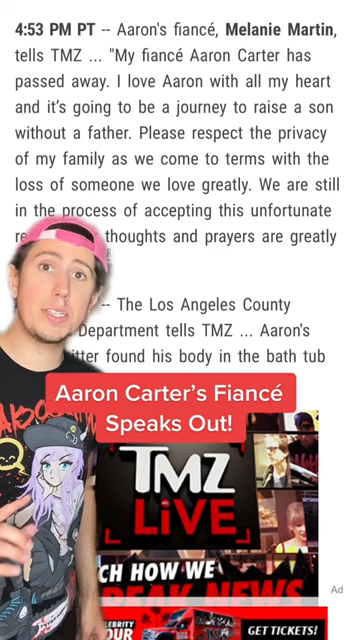 4:53 PM PT -- Aaron's fiancé, Melanie Martin,
tells TMZ ... "My fiancé Aaron Carter has
passed away. I love Aaron with all my heart
and it's going to be a journey to raise a son
without a father. Please respect the privacy
of my family as we come to terms with the
loss of someone we love greatly. We are still
in the process of accepting this unfortunate
thoughts and prayers are greatly
-- The Los Angeles County
Department tells TMZ ... Aaron's
found his body in the bath tub
Aaron Carter's Fiancé
Speaks Out!
TMZ
LiVE
HOW WE
NEWS
Ad
GET TICKETS!